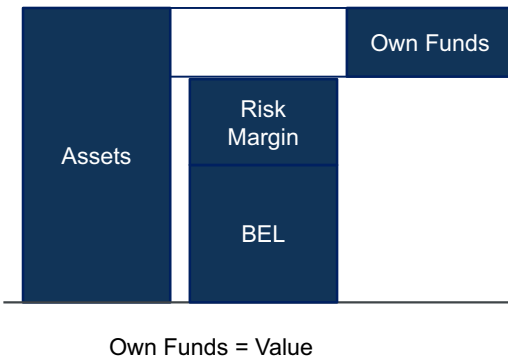 Own Funds
Risk
Margin
Assets
BEL
Own Funds = Value